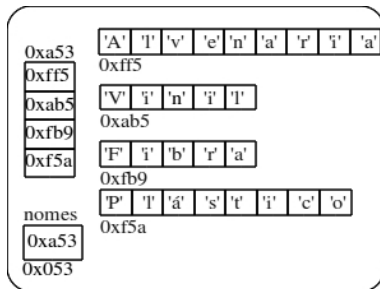 'A' 'l' 'v' 'e' 'n' 'a' 'r' 'i' 'a'
0xff5
0xa53
0xff5
0xab5
0xfb9
0xf5a
'V' 'i' 'n' 'i' 'l'
0xab5
'F' 'i' 'b' 'r' 'a'
0xfb9
'P' 'l' 'á' 's' 't' 'i' 'c' 'o'
0xf5a
nomes
0xa53
0x053